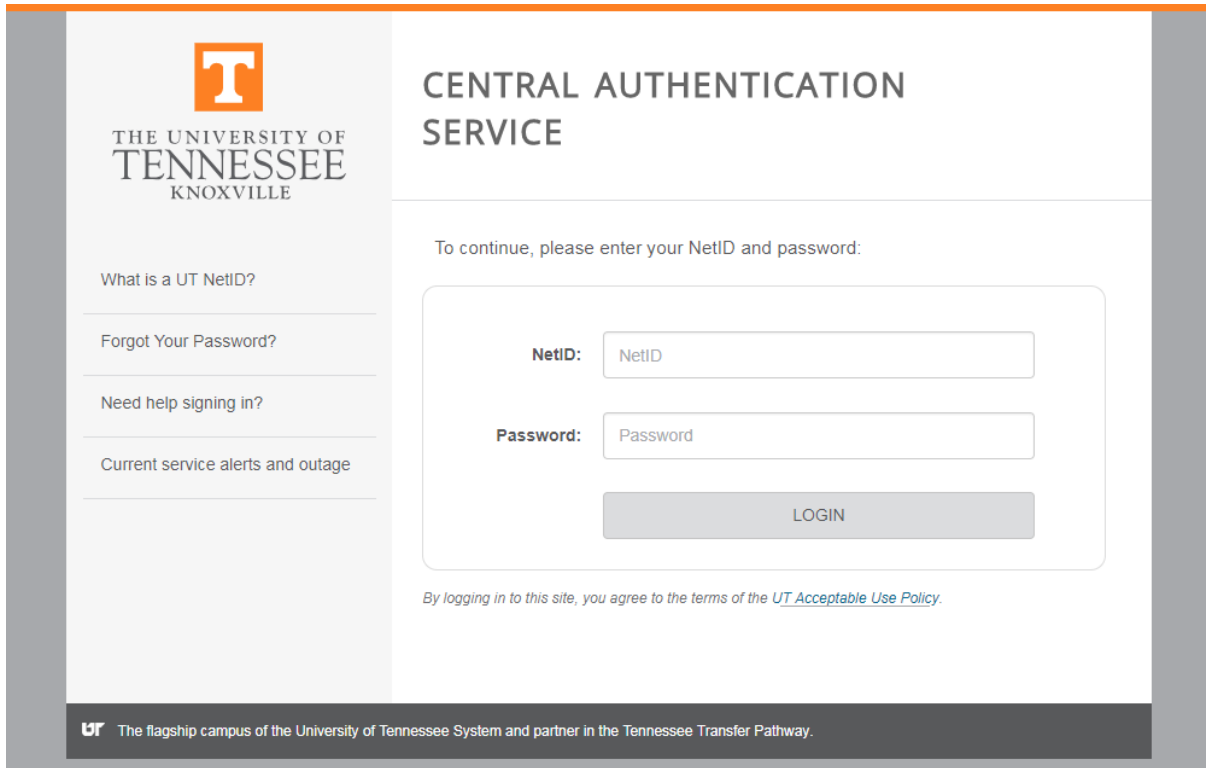 T
THE UNIVERSITY OF
TENNESSEE
KNOXVILLE
What is a UT NetID?
Forgot Your Password?
Need help signing in?
Current service alerts and outage
CENTRAL AUTHENTICATION
SERVICE
To continue, please enter your NetID and password:
NetID: NetID
Password: Password
LOGIN
By logging in to this site, you agree to the terms of the UT Acceptable Use Policy.
UT The flagship campus of the University of Tennessee System and partner in the Tennessee Transfer Pathway.